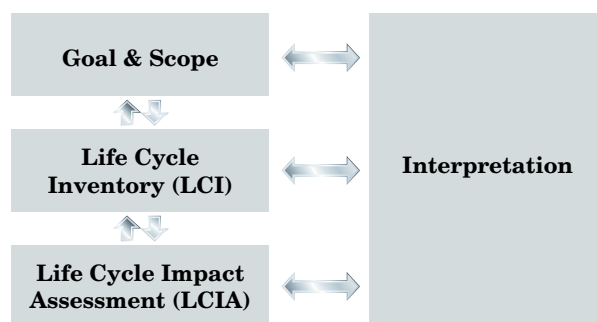 Goal & Scope
Life Cycle
Inventory (LCI)
Life Cycle Impact
Assessment (LCIA)
Interpretation